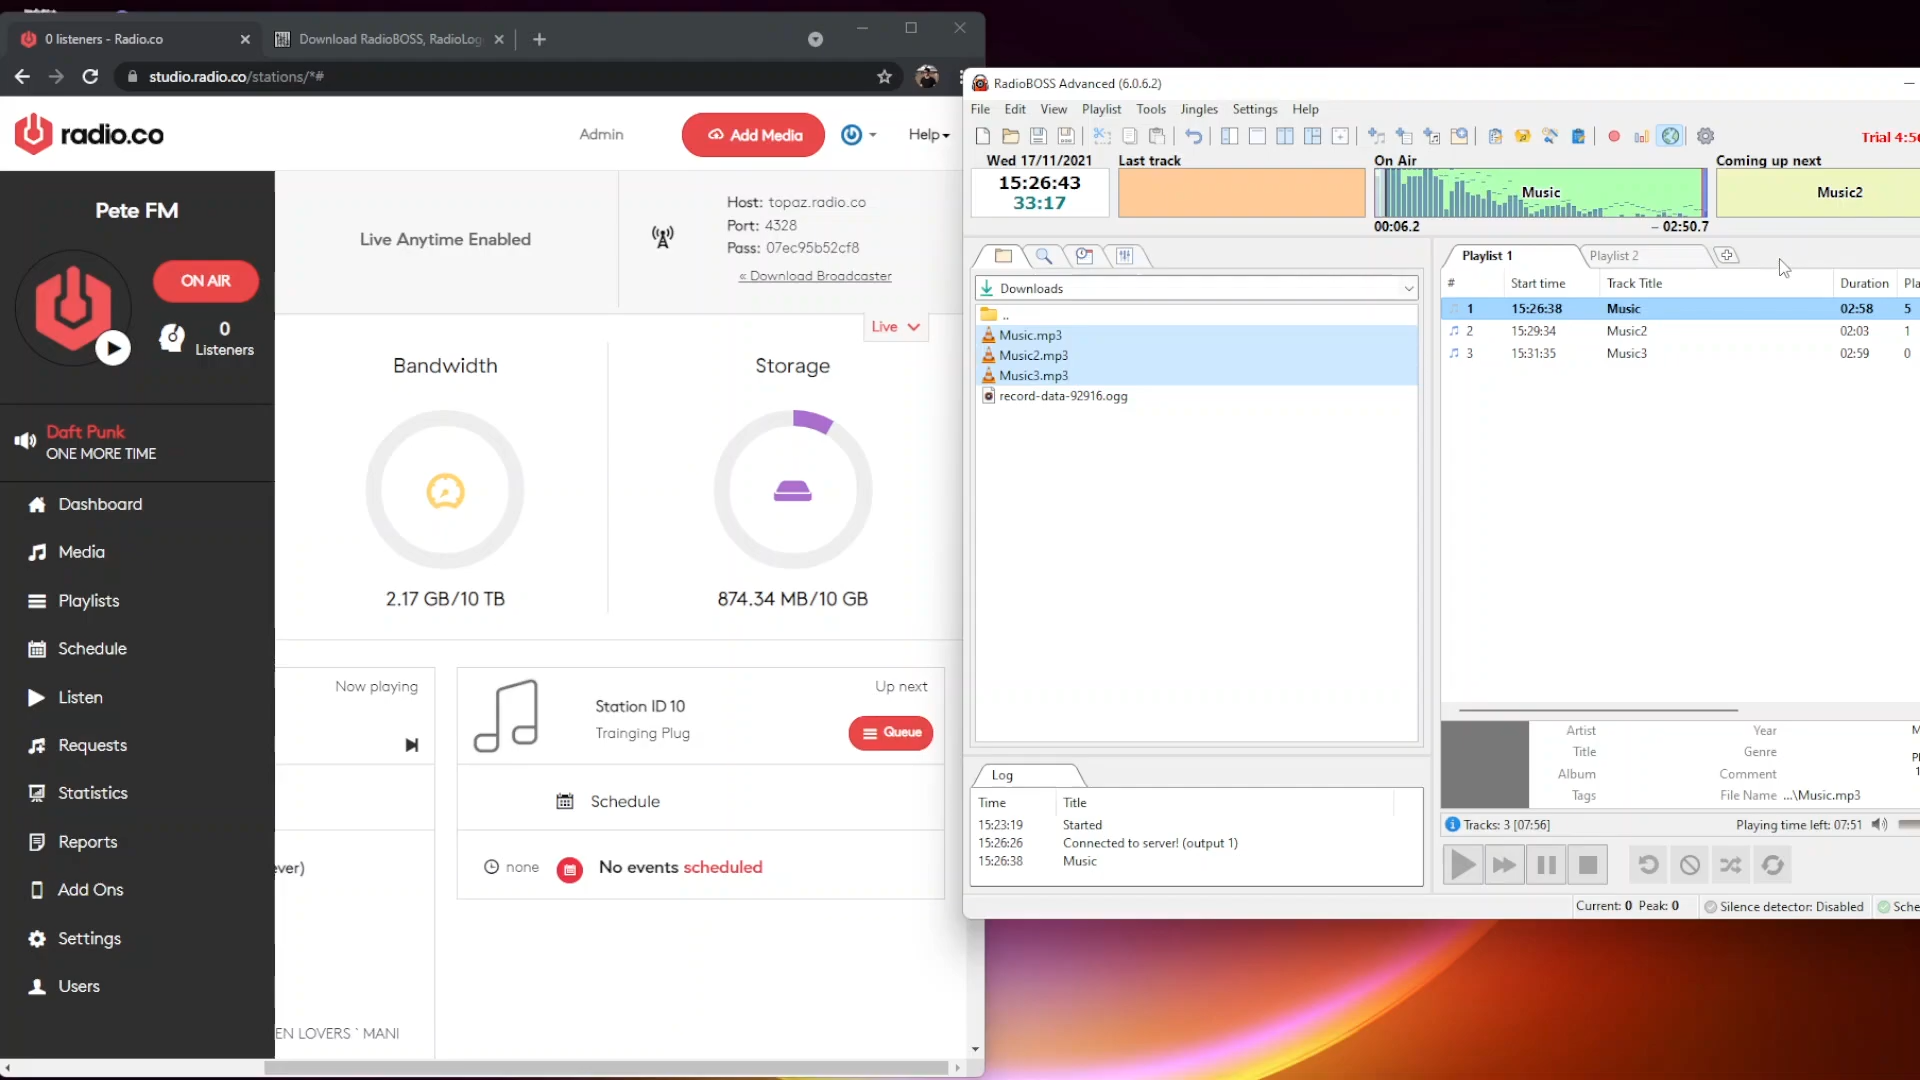 0 listeners - Radio.co
Download RadioBOSS, RadioLog
studio.radio.co/stations/*#
radio.co
Admin
Add Media
Help
Pete FM
ON AIR
0
Listeners
Daft Punk
ONE MORE TIME
Dashboard
Media
Playlists
Schedule
Listen
Requests
Statistics
Reports
Add Ons
Settings
Users
Live Anytime Enabled
Host: topaz.radio.co
Port: 4328
Pass: 07ec95b52cf8
« Download Broadcaster
Live
Bandwidth
Storage
2.17 GB/10 TB
874.34 MB/10 GB
Now playing
Station ID 10
Trainging Plug
Up next
Queue
Schedule
ever)
none
No events scheduled
EN LOVERS ` MANI
RadioBOSS Advanced (6.0.6.2)
File Edit View Playlist Tools Jingles Settings Help
Trial 4:5
Wed 17/11/2021
15:26:43
33:17
Last track
On Air
Music
00:06.2
– 02:50.7
Coming up next
Music2
Downloads
..
Music.mp3
Music2.mp3
Music3.mp3
record-data-92916.ogg
Playlist 1
Playlist 2
# Start time Track Title Duration Pla
1 15:26:38 Music 02:58 5
2 15:29:34 Music2 02:03 1
3 15:31:35 Music3 02:59 0
Log
Time Title
15:23:19 Started
15:26:26 Connected to server! (output 1)
15:26:38 Music
Artist Year
Title Genre
Album Comment
Tags File Name ...\Music.mp3
Tracks: 3 [07:56]
Playing time left: 07:51
Current: 0 Peak: 0
Silence detector: Disabled
Sche